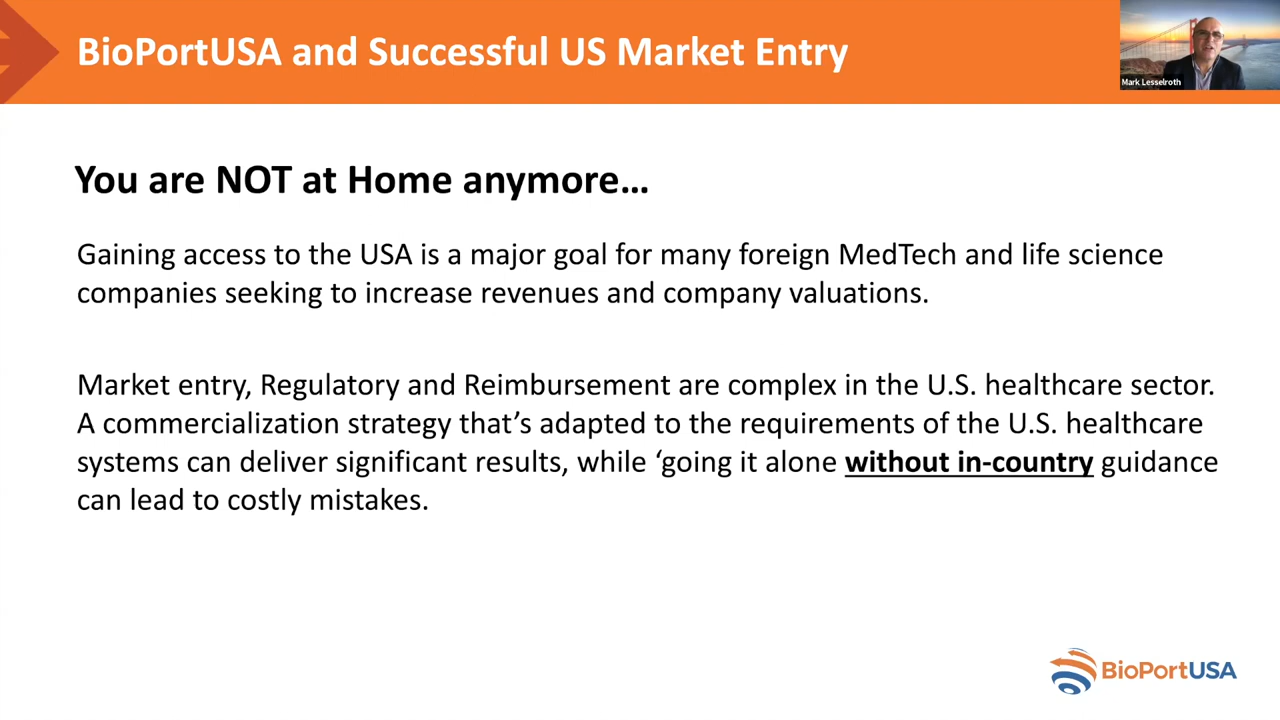 BioPortUSA and Successful US Market Entry
Mark Lesselroth
You are NOT at Home anymore…
Gaining access to the USA is a major goal for many foreign MedTech and life science
companies seeking to increase revenues and company valuations.
Market entry, Regulatory and Reimbursement are complex in the U.S. healthcare sector.
A commercialization strategy that’s adapted to the requirements of the U.S. healthcare
systems can deliver significant results, while ‘going it alone without in-country guidance
can lead to costly mistakes.
BioPortUSA